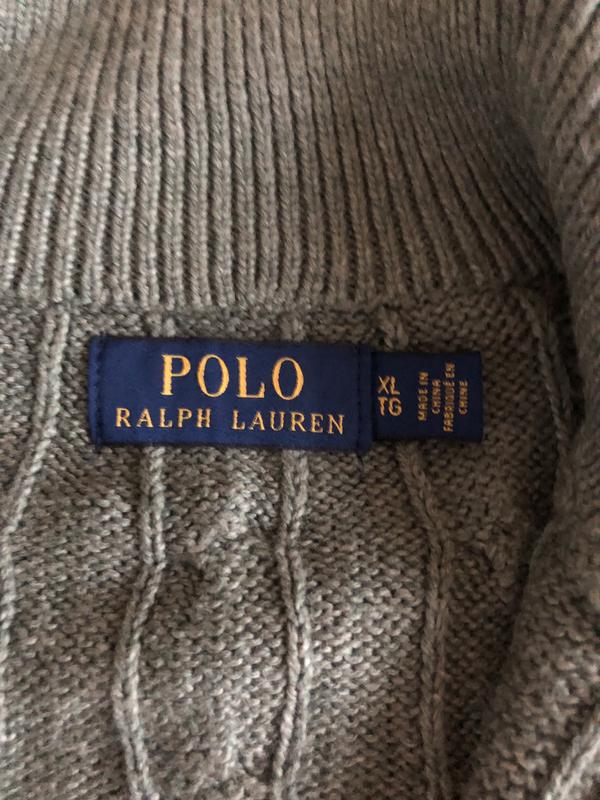 POLO
RALPH LAUREN
XL
TG
MADE IN
CHINA
FABRIQUÉ EN
CHINE